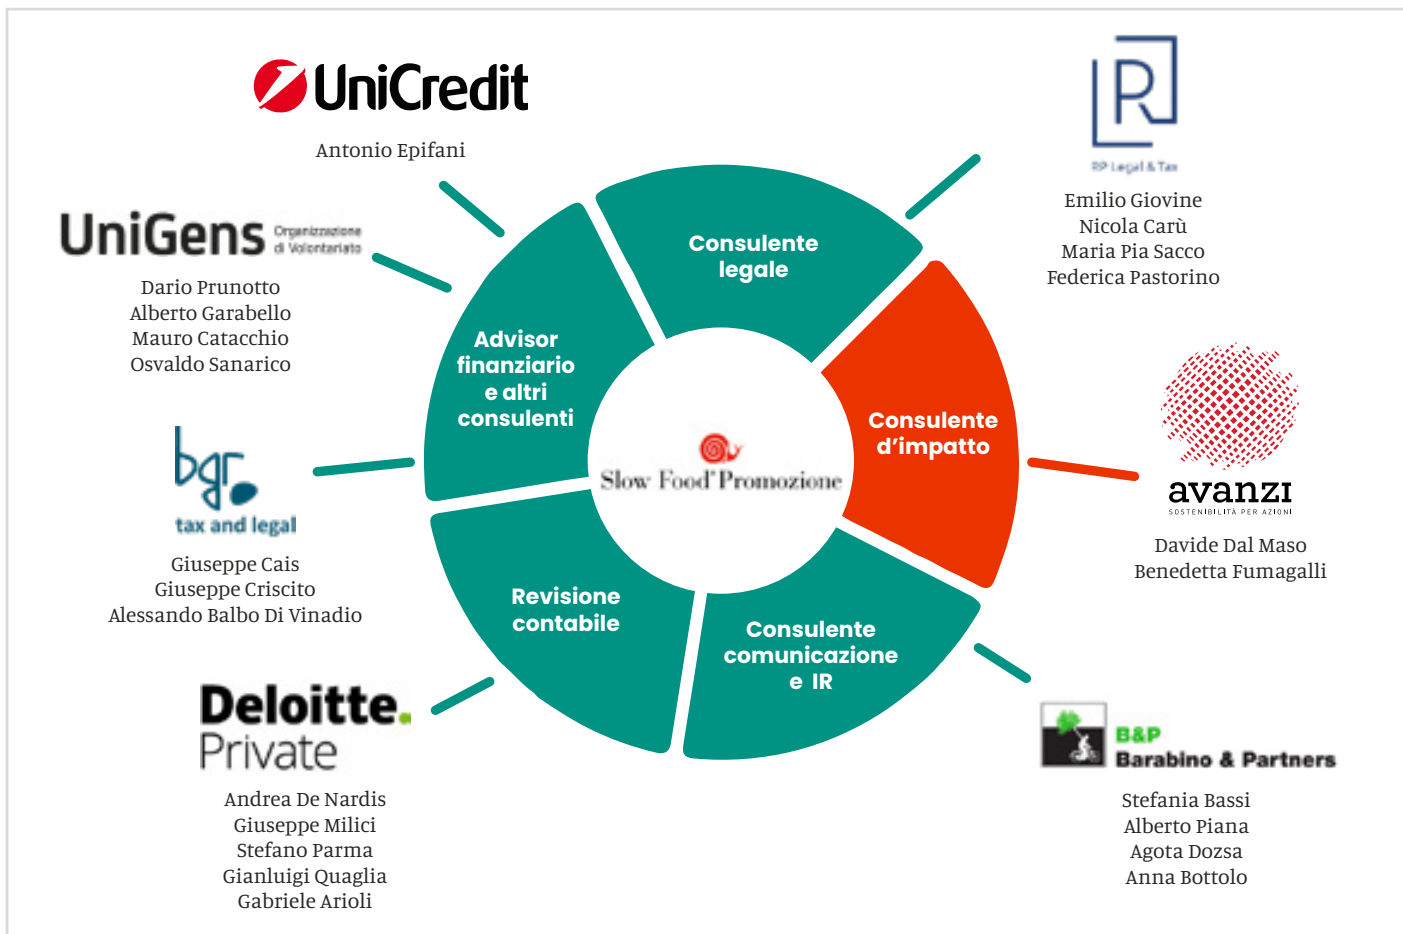 UniCredit
Antonio Epifani
UniGens
Organizzazione
di Volontariato
Dario Prunotto
Alberto Garabello
Mauro Catacchio
Osvaldo Sanarico
bgr
tax and legal
Giuseppe Cais
Giuseppe Criscito
Alessando Balbo Di Vinadio
Deloitte.
Private
Andrea De Nardis
Giuseppe Milici
Stefano Parma
Gianluigi Quaglia
Gabriele Arioli
Consulente
legale
Advisor
finanziario
e altri
consulenti
Consulente
d'impatto
Slow Food® Promozione
Revisione
contabile
Consulente
comunicazione
e IR
RP
RP Legal & Tax
Emilio Giovine
Nicola Carù
Maria Pia Sacco
Federica Pastorino
avanzi
SOSTENIBILITÀ PER AZIONI
Davide Dal Maso
Benedetta Fumagalli
B&P
Barabino & Partners
Stefania Bassi
Alberto Piana
Agota Dozsa
Anna Bottolo